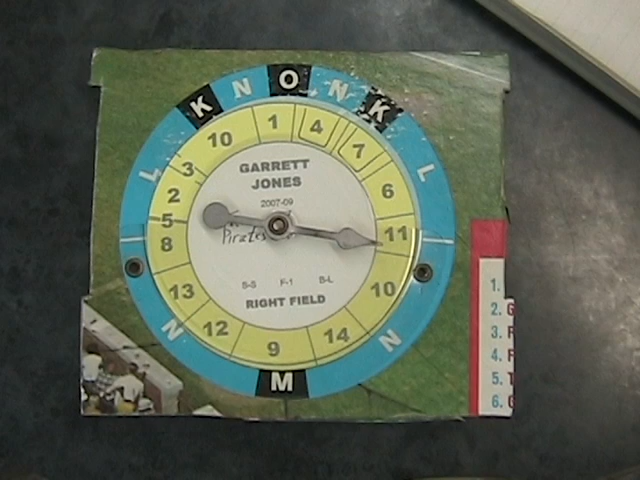 K N O N K
L L
1 4 7 6 11 10 14 9 12 13 8 5 2 3 10
GARRETT
JONES
2007-09
Pirates
S-S F-1 S-L
RIGHT FIELD
N M N
1.
2. G
3. F
4. F
5. T
6. G